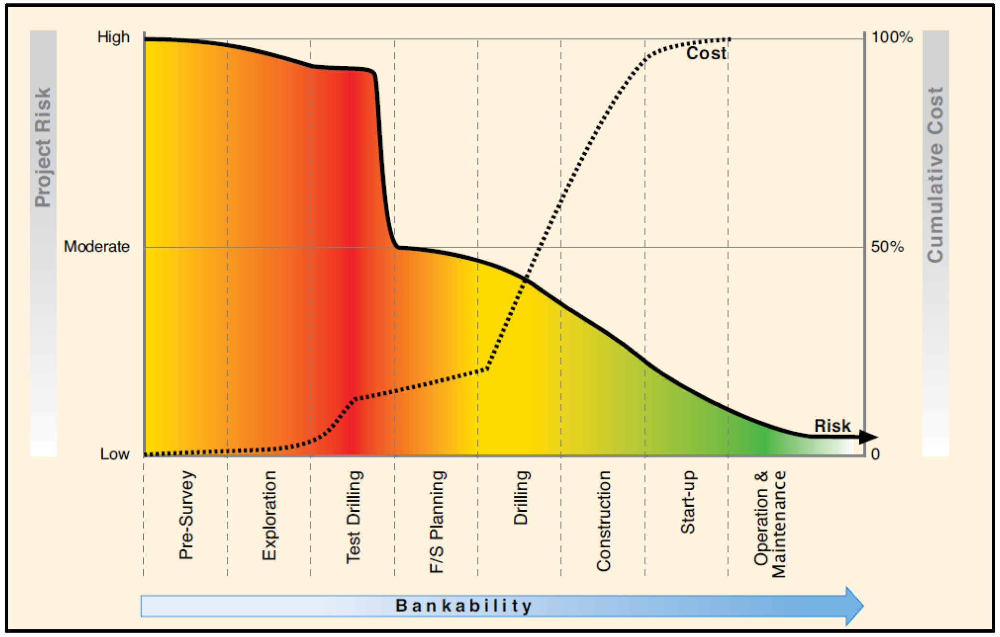 High
100%
Cost
Project Risk
Cumulative Cost
Moderate
50%
Risk
Low
0
Pre-Survey
Exploration
Test Drilling
F/S Planning
Drilling
Construction
Start-up
Operation &
Maintenance
Bankability